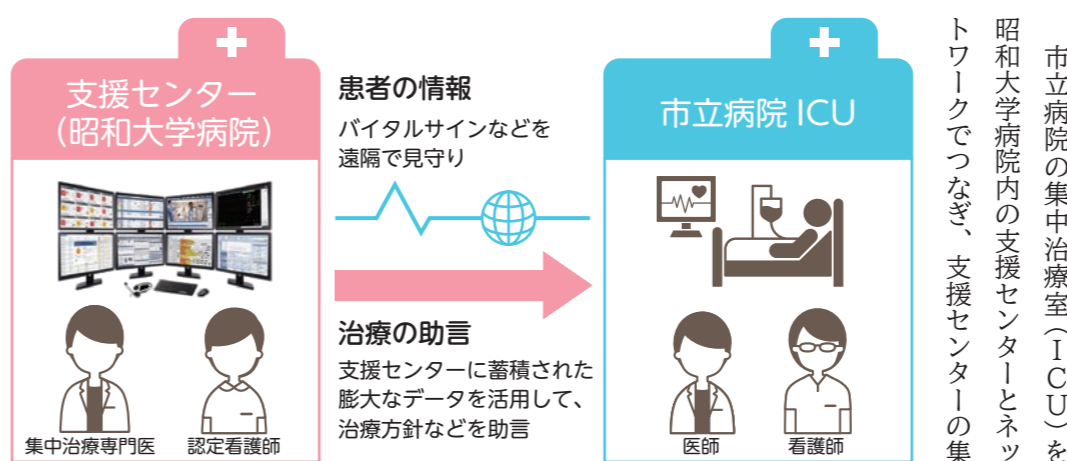 支援センター
（昭和大学病院）
集中治療専門医
認定看護師
患者の情報
バイタルサインなどを
遠隔で見守り
治療の助言
支援センターに蓄積された
膨大なデータを活用して、
治療方針などを助言
市立病院 ICU
医師
看護師
市立病院の集中治療室（ＩＣＵ）を
昭和大学病院内の支援センターとネッ
トワークでつなぎ、支援センターの集